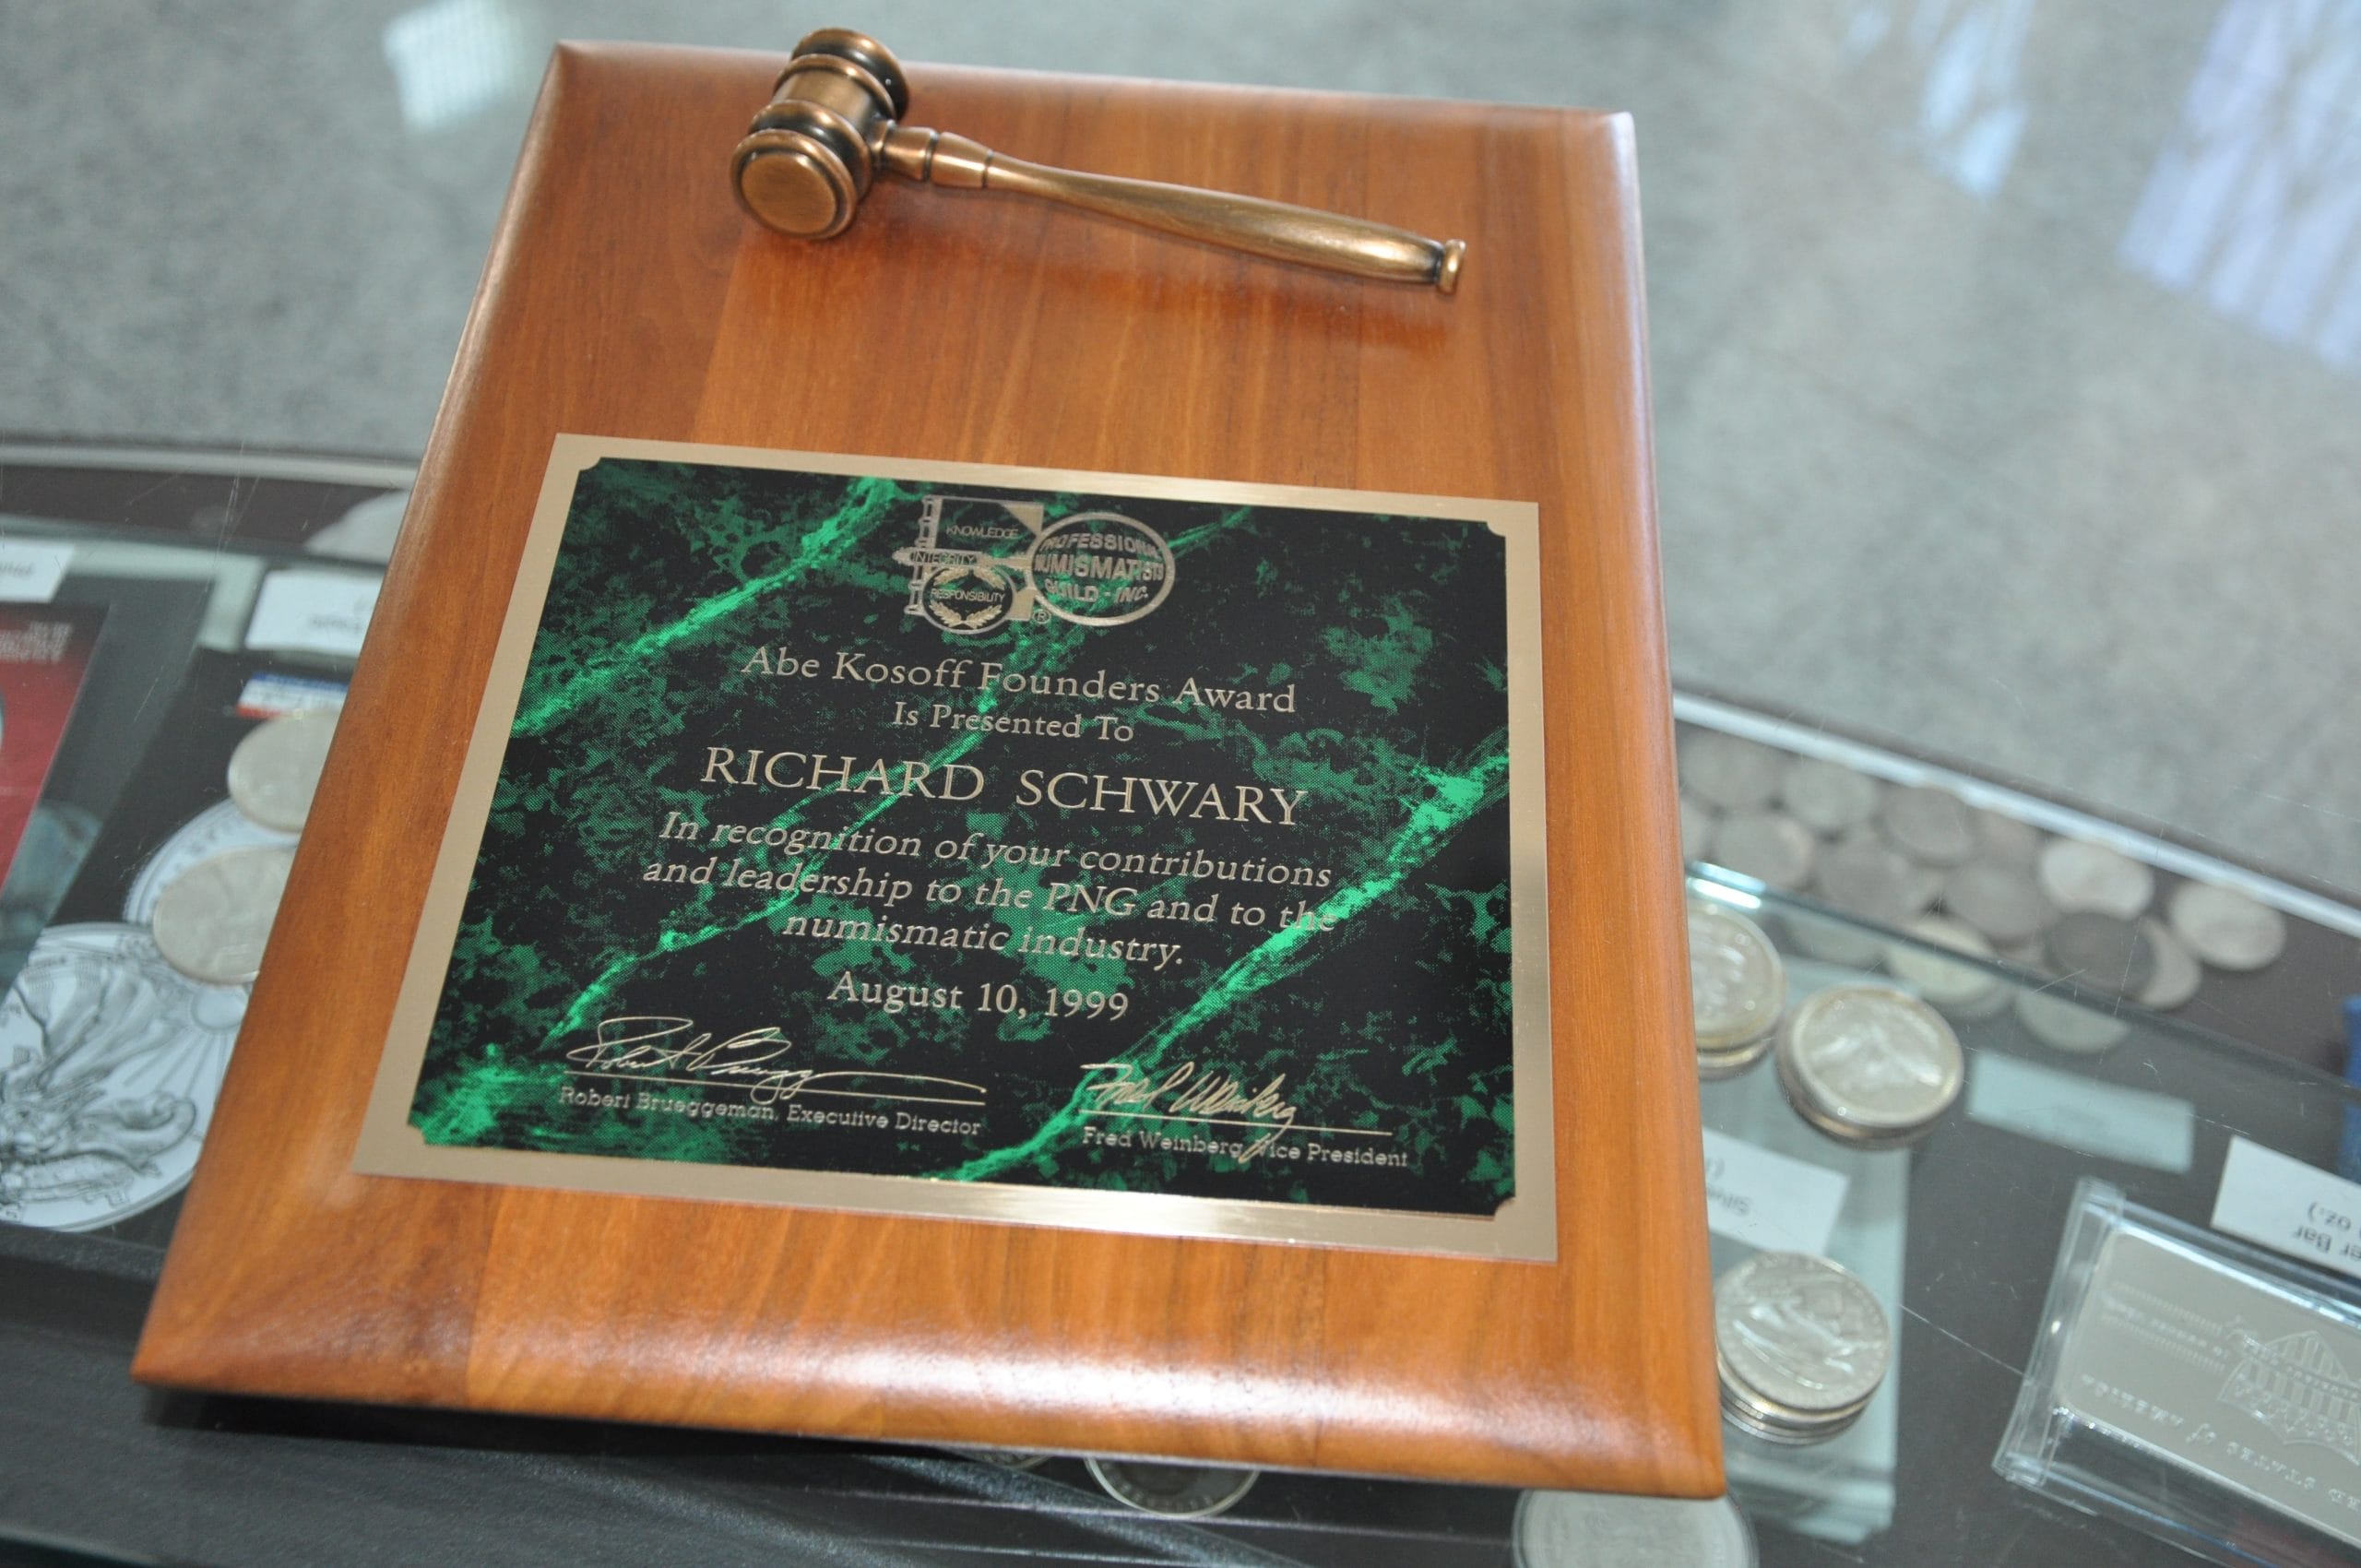 KNOWLEDGE
INTEGRITY
RESPONSIBILITY
®
PROFESSIONAL
NUMISMATISTS
GUILD - INC.
Abe Kosoff Founders Award
Is Presented To
RICHARD SCHWARY
In recognition of your contributions
and leadership to the PNG and to the
numismatic industry.
August 10, 1999
Robert Brueggeman, Executive Director
Fred Weinberg, Vice President
Bar
oz.)